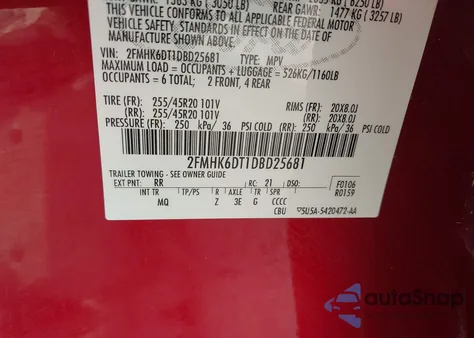 1383 KG ( 3050 LB) REAR GAWR: 1477 KG ( 3257 LB)
CONFORMS TO ALL APPLICABLE FEDERAL MOTOR
VEHICLE SAFETY STANDARDS IN EFFECT ON THE DATE OF
MANUFACTURE SHOWN ABOVE.
VIN: 2FMHK6DT1DBD25681 TYPE: MPV
MAXIMUM LOAD = OCCUPANTS + LUGGAGE = 526KG/1160LB
OCCUPANTS = 6 TOTAL; 2 FRONT, 4 REAR
TIRE (FR): 255/45R20 101V RIMS (FR): 20X8.0J
(RR): 255/45R20 101V (RR): 20X8.0J
PRESSURE (FR): 250 kPa/ 36 PSI COLD (RR): 250 kPa/ 36 PSI COLD
2FMHK6DT1DBD25681
TRAILER TOWING - SEE OWNER GUIDE
EXT PNT: RR RC: 21 DSO: F0106
R0159
INT TR TP/PS R AXLE TR SPR
MQ Z 3E G CCCC
CBU 5U5A-5420472-AA
autoSnap